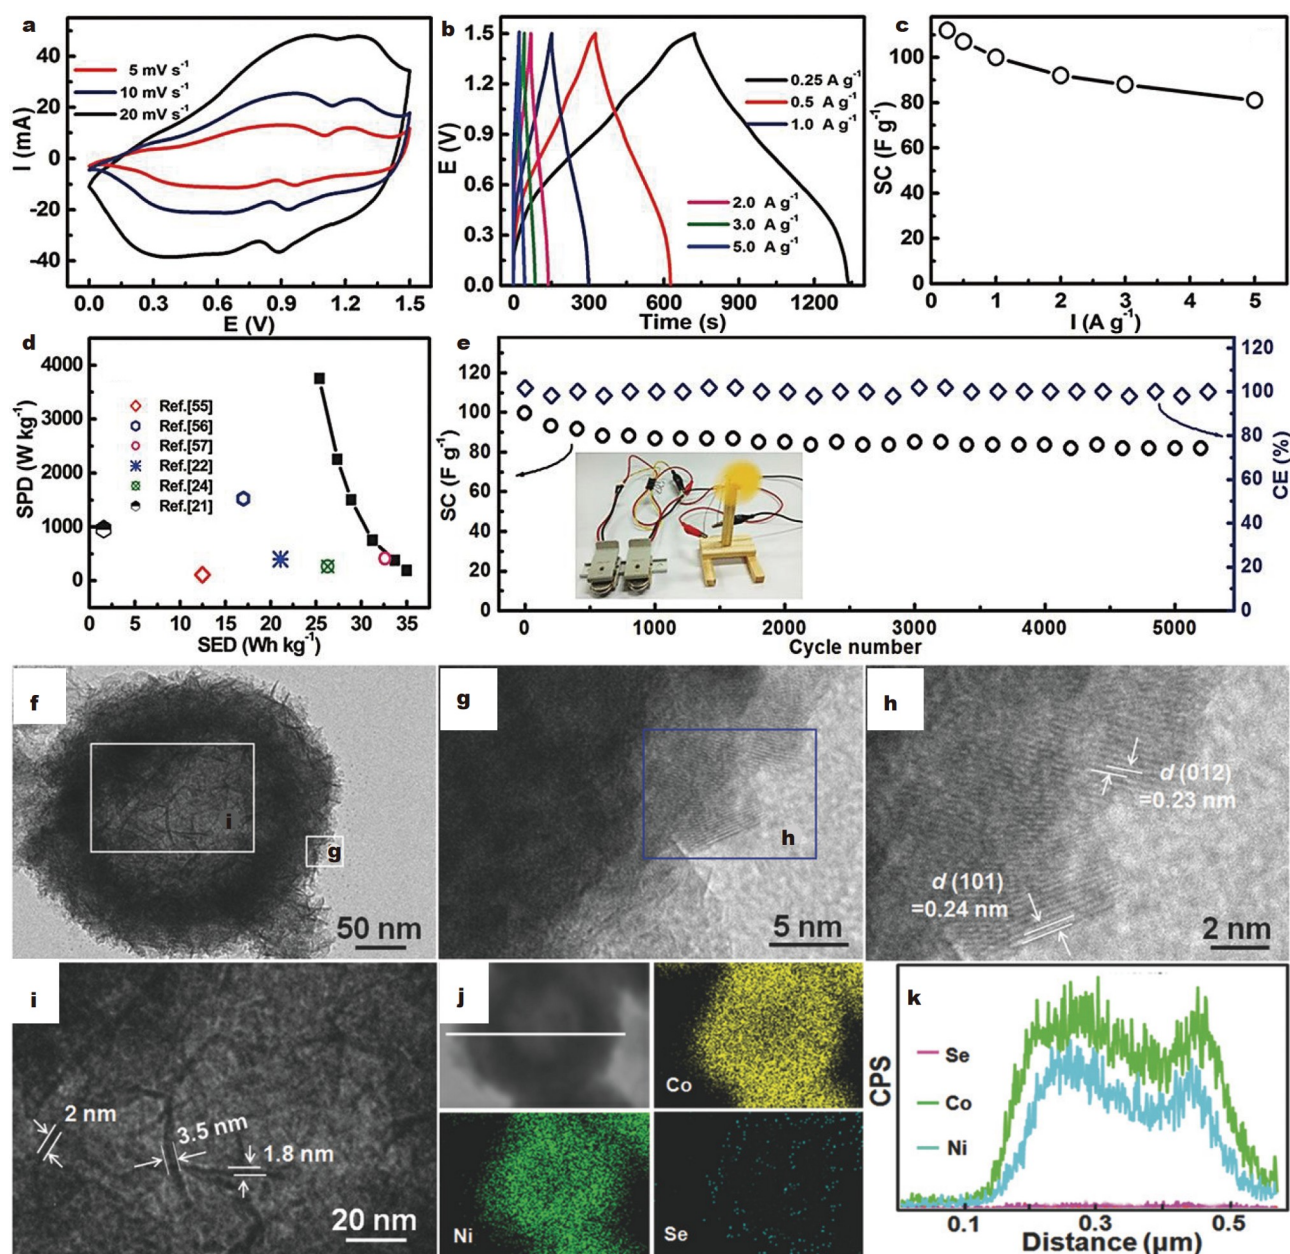 a
40
20
0
-20
-40
I (mA)
5 mV s⁻¹
10 mV s⁻¹
20 mV s⁻¹
0.0 0.3 0.6 0.9 1.2 1.5
E (V)
b
1.5
1.2
0.9
0.6
0.3
0.0
E (V)
0.25 A g⁻¹
0.5 A g⁻¹
1.0 A g⁻¹
2.0 A g⁻¹
3.0 A g⁻¹
5.0 A g⁻¹
0 300 600 900 1200
Time (s)
c
100
80
60
40
20
0
SC (F g⁻¹)
0 1 2 3 4 5
I (A g⁻¹)
d
4000
3000
2000
1000
0
SPD (W kg⁻¹)
Ref.[55]
Ref.[56]
Ref.[57]
Ref.[22]
Ref.[24]
Ref.[21]
0 5 10 15 20 25 30 35
SED (Wh kg⁻¹)
e
120
100
80
60
40
20
0
SC (F g⁻¹)
120
100
80
60
40
20
0
CE (%)
0 1000 2000 3000 4000 5000
Cycle number
f
i
g
50 nm
g
h
5 nm
h
d (012)
=0.23 nm
d (101)
=0.24 nm
2 nm
i
2 nm
3.5 nm
1.8 nm
20 nm
j
Co
Ni
Se
k
CPS
Se
Co
Ni
0.1 0.3 0.5
Distance (μm)